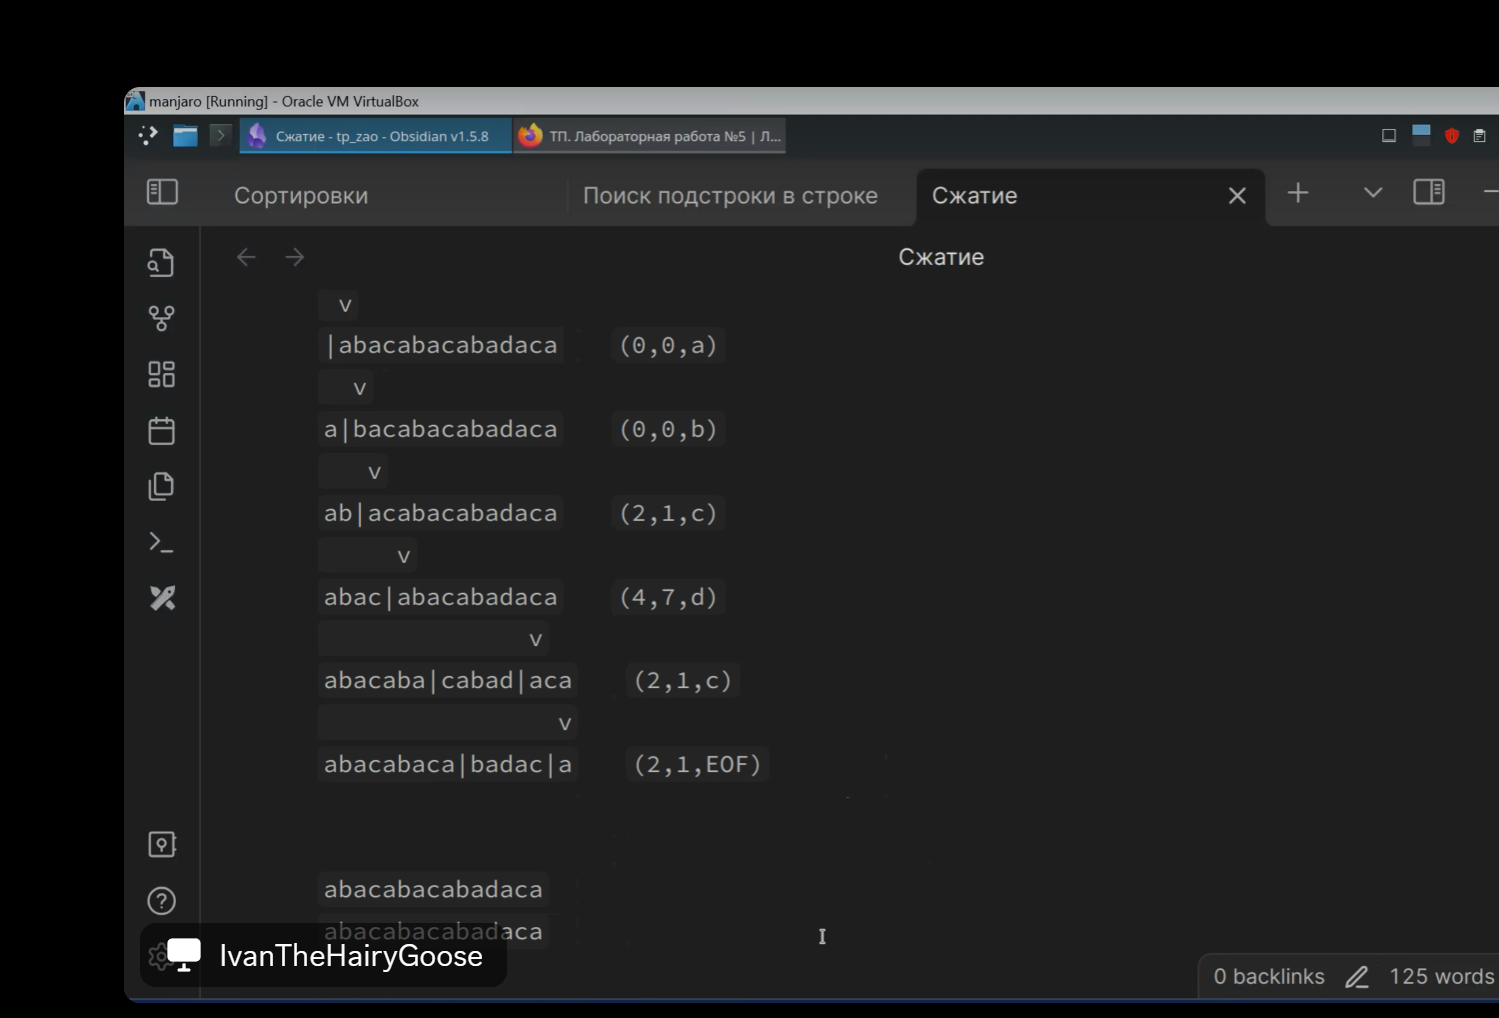 manjaro [Running] - Oracle VM VirtualBox
Сжатие - tp_zao - Obsidian v1.5.8
ТП. Лабораторная работа №5 | Л...
Сортировки
Поиск подстроки в строке
Сжатие
Сжатие
v
|abacabacabadaca (0,0,a)
v
a|bacabacabadaca (0,0,b)
v
ab|acabacabadaca (2,1,c)
v
abac|abacabadaca (4,7,d)
v
abacaba|cabad|aca (2,1,c)
v
abacabaca|badac|a (2,1,EOF)
abacabacabadaca
abacabacabadaca
IvanTheHairyGoose
0 backlinks 125 words